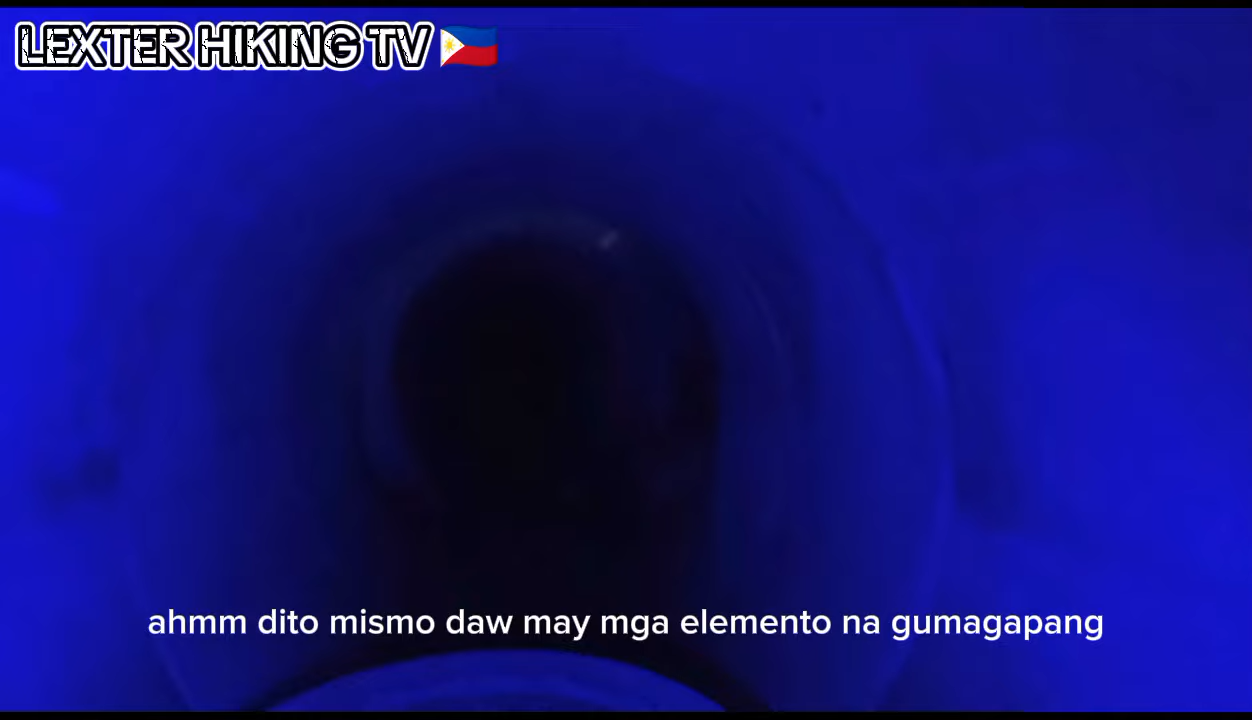 LEXTER HIKING TV 🇵🇭
ahmm dito mismo daw may mga elemento na gumagapang